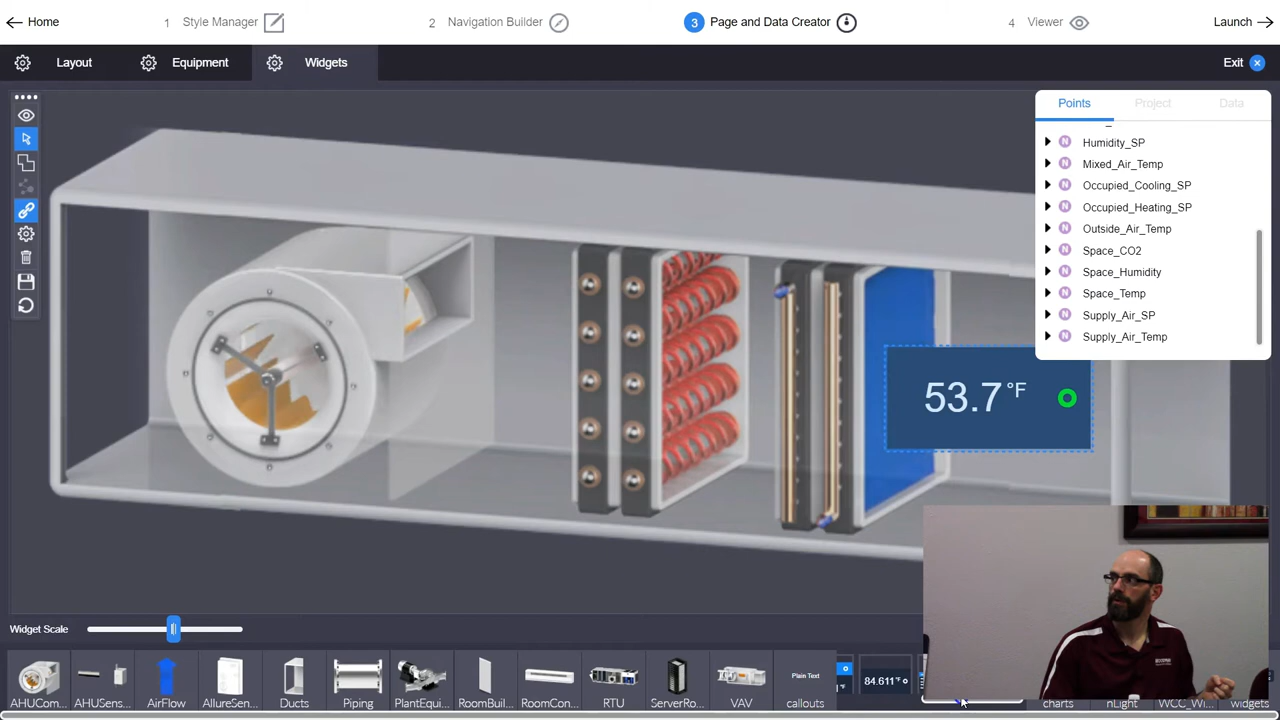 Home
1 Style Manager
2 Navigation Builder
3 Page and Data Creator
4 Viewer
Launch
Layout
Equipment
Widgets
Exit
Points Project Data
Humidity_SP
Mixed_Air_Temp
Occupied_Cooling_SP
Occupied_Heating_SP
Outside_Air_Temp
Space_CO2
Space_Humidity
Space_Temp
Supply_Air_SP
Supply_Air_Temp
53.7 °F
Widget Scale
Plain Text
84.611°F
AHUCom...
AHUSens...
AirFlow
AllureSen...
Ducts
Piping
PlantEqui...
RoomBuil...
RoomCon...
RTU
ServerRo...
VAV
callouts
charts
nLight
WCC_Wi...
widgets